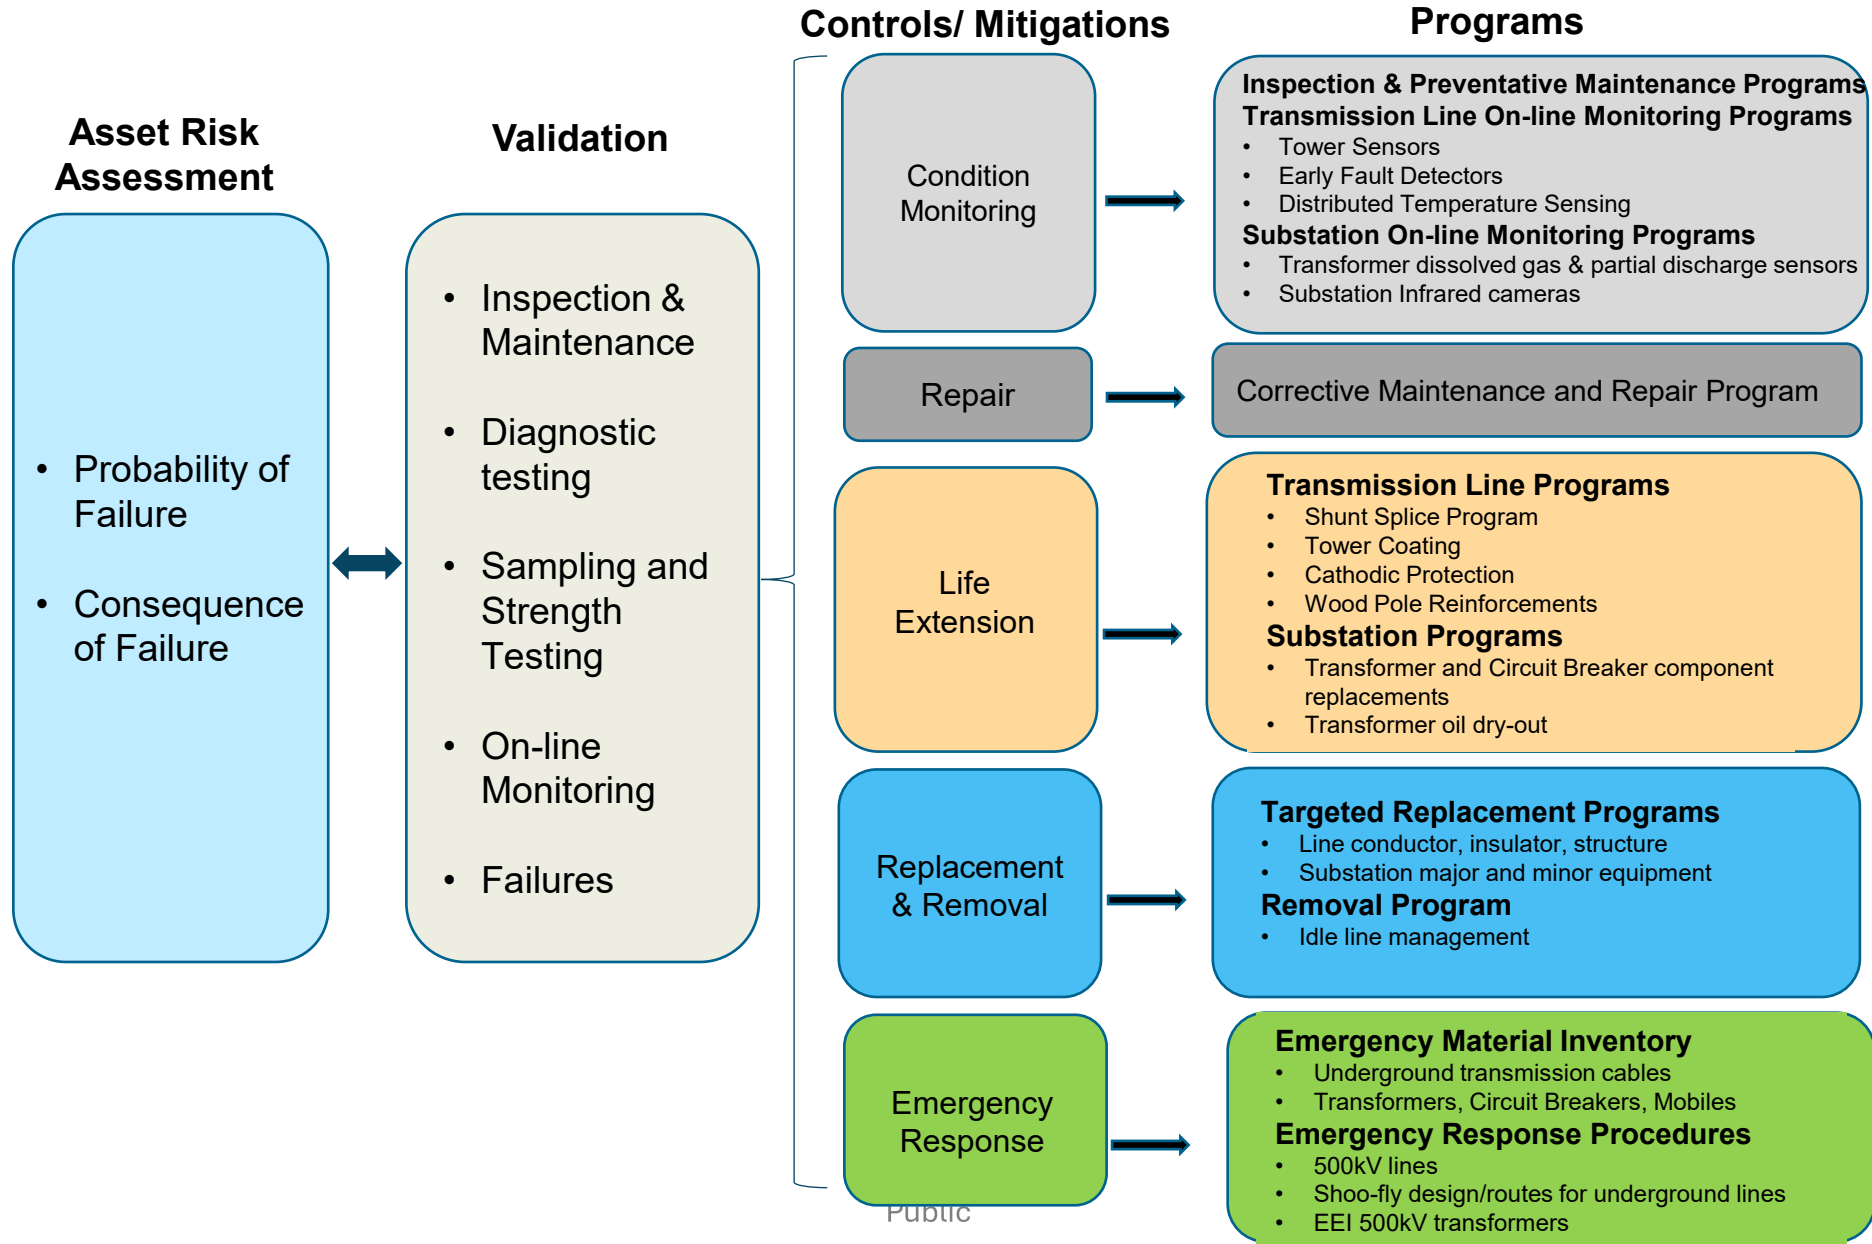 Controls/ Mitigations
Programs
Asset Risk
Assessment
Validation
• Probability of
Failure
• Consequence
of Failure
• Inspection &
Maintenance
• Diagnostic
testing
• Sampling and
Strength
Testing
• On-line
Monitoring
• Failures
Condition
Monitoring
Inspection & Preventative Maintenance Programs
Transmission Line On-line Monitoring Programs
• Tower Sensors
• Early Fault Detectors
• Distributed Temperature Sensing
Substation On-line Monitoring Programs
• Transformer dissolved gas & partial discharge sensors
• Substation Infrared cameras
Repair
Corrective Maintenance and Repair Program
Life
Extension
Transmission Line Programs
• Shunt Splice Program
• Tower Coating
• Cathodic Protection
• Wood Pole Reinforcements
Substation Programs
• Transformer and Circuit Breaker component
replacements
• Transformer oil dry-out
Replacement
& Removal
Targeted Replacement Programs
• Line conductor, insulator, structure
• Substation major and minor equipment
Removal Program
• Idle line management
Emergency
Response
Emergency Material Inventory
• Underground transmission cables
• Transformers, Circuit Breakers, Mobiles
Emergency Response Procedures
• 500kV lines
• Shoo-fly design/routes for underground lines
• EEI 500kV transformers
Public